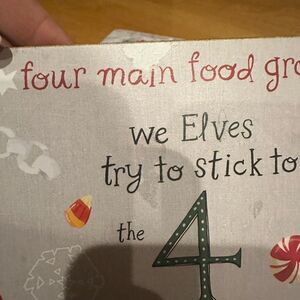 four main food gro
we Elves
try to stick to
the 4